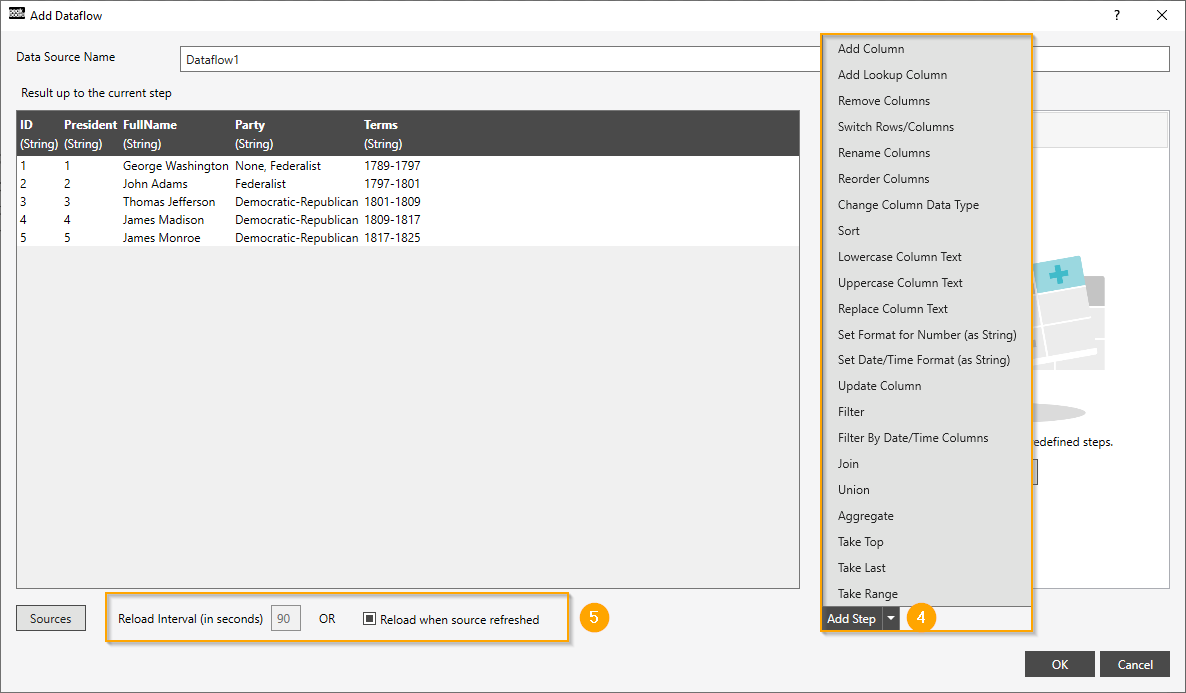 peak board Add Dataflow ?
Data Source Name Dataflow1
Result up to the current step
ID President FullName Party Terms
(String) (String) (String) (String) (String)
1 1 George Washington None, Federalist 1789-1797
2 2 John Adams Federalist 1797-1801
3 3 Thomas Jefferson Democratic-Republican 1801-1809
4 4 James Madison Democratic-Republican 1809-1817
5 5 James Monroe Democratic-Republican 1817-1825
Add Column
Add Lookup Column
Remove Columns
Switch Rows/Columns
Rename Columns
Reorder Columns
Change Column Data Type
Sort
Lowercase Column Text
Uppercase Column Text
Replace Column Text
Set Format for Number (as String)
Set Date/Time Format (as String)
Update Column
Filter
Filter By Date/Time Columns
Join
Union
Aggregate
Take Top
Take Last
Take Range
edefined steps.
Sources Reload Interval (in seconds) 90 OR Reload when source refreshed 5 Add Step 4
OK Cancel